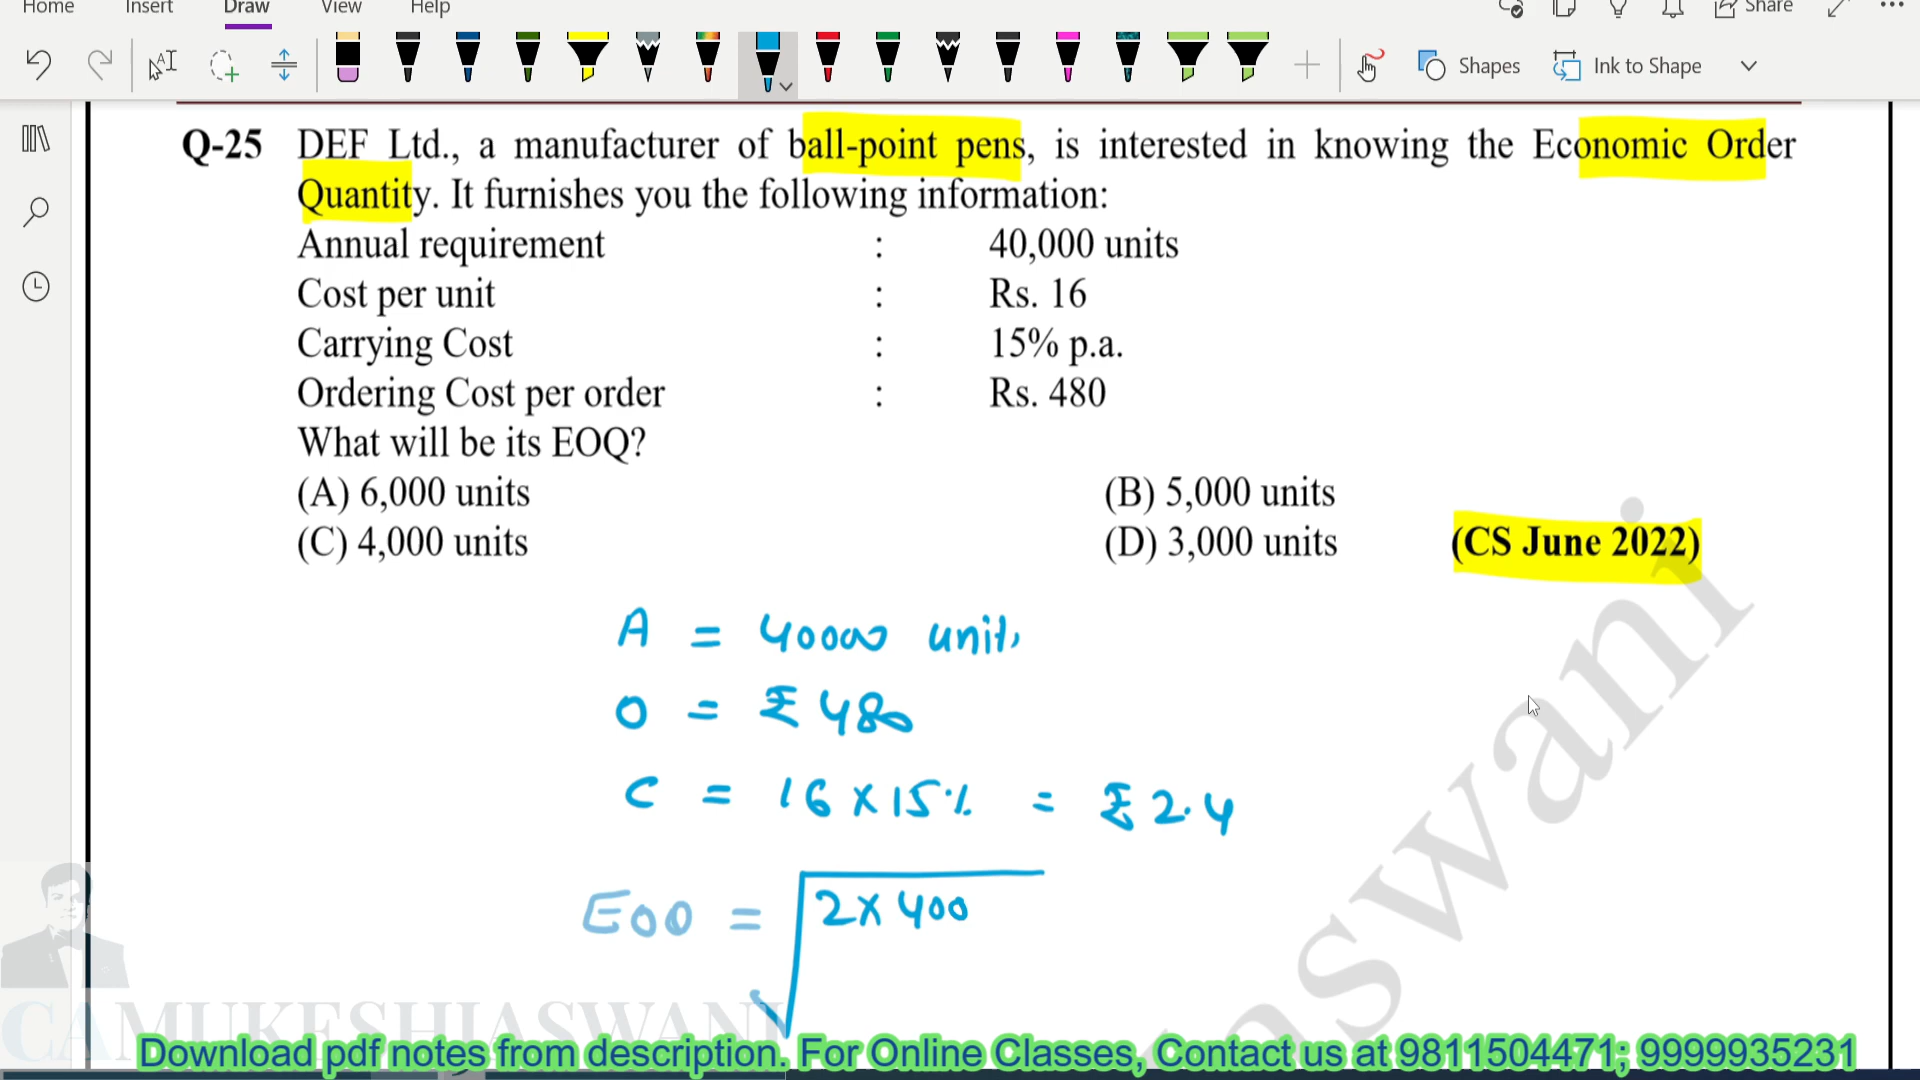 Home Insert Draw View Help Share
Shapes Ink to Shape
Q-25 DEF Ltd., a manufacturer of ball-point pens, is interested in knowing the Economic Order
Quantity. It furnishes you the following information:
Annual requirement : 40,000 units
Cost per unit : Rs. 16
Carrying Cost : 15% p.a.
Ordering Cost per order : Rs. 480
What will be its EOQ?
(A) 6,000 units (B) 5,000 units
(C) 4,000 units (D) 3,000 units (CS June 2022)
A = 40000 units
O = ₹ 480
C = 16 x 15% = ₹ 2.4
EOQ = √2 x 400
CAMUKESHJASWANI
aswani
Download pdf notes from description. For Online Classes, Contact us at 9811504471; 9999935231